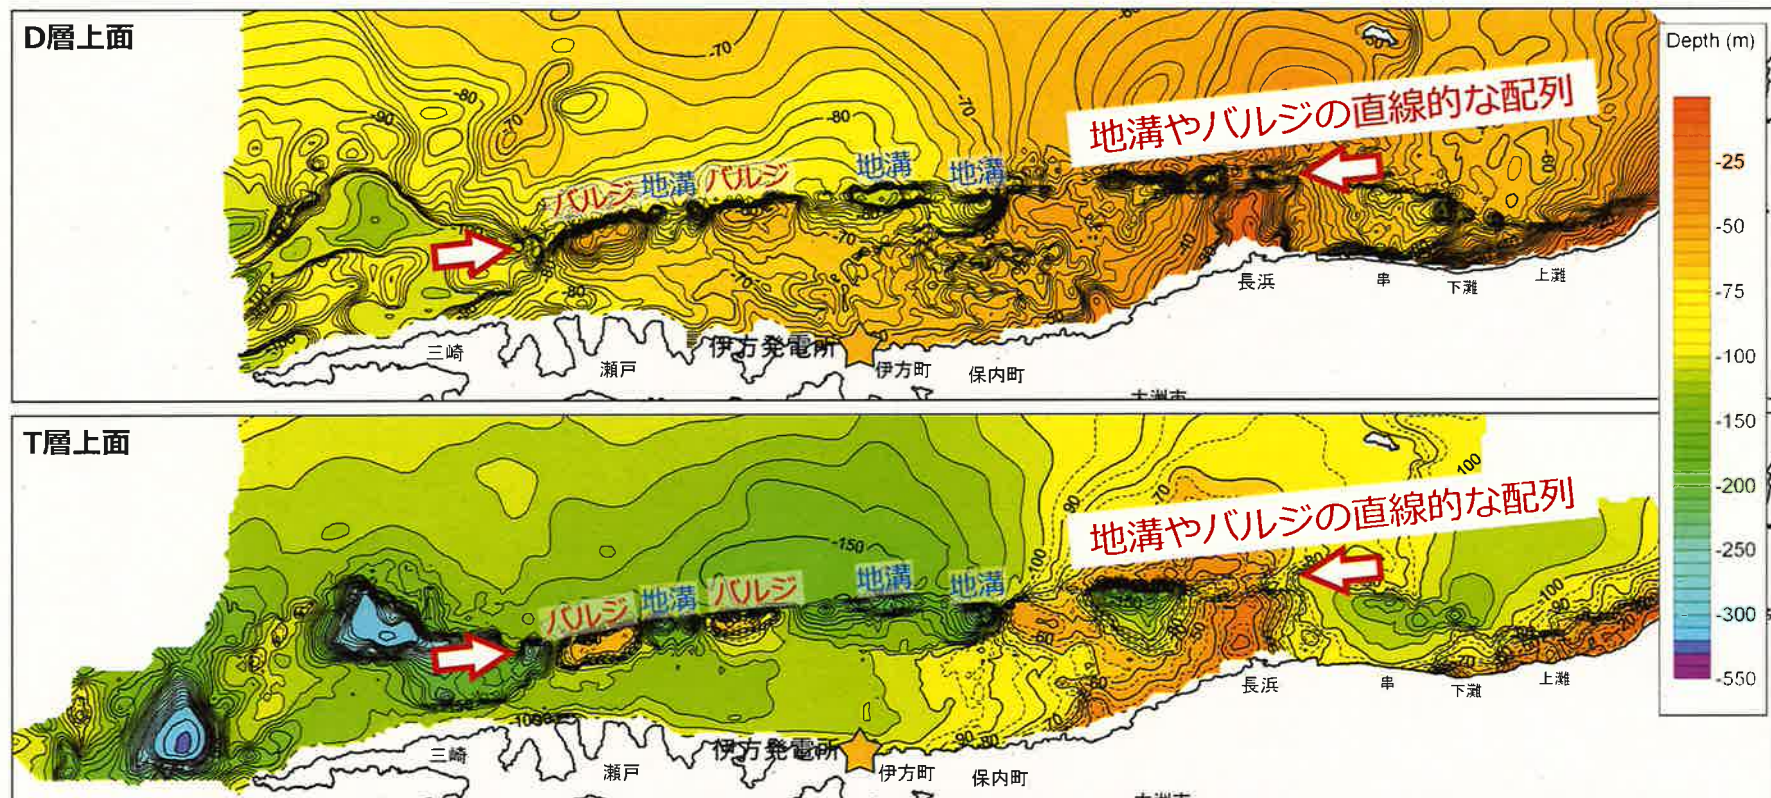 D層上面
Depth (m)
-25
-50
-75
-100
-150
-200
-250
-300
-550
地溝やバルジの直線的な配列
バルジ 地溝 バルジ 地溝 地溝
-60
-70
-80
-90
-70
-70
-80
-70
-80
-70
三崎
瀬戸
伊方発電所
伊方町
保内町
長浜
串
下灘
上灘
T層上面
地溝やバルジの直線的な配列
バルジ 地溝 バルジ 地溝 地溝
-150
90
100
70
100
-100
-90
90
80
70
三崎
瀬戸
伊方発電所
伊方町
保内町
長浜
串
下灘
上灘